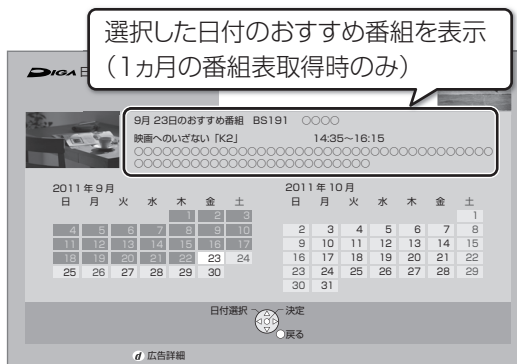 選択した日付のおすすめ番組を表示
(1ヵ月の番組表取得時のみ)
DIGA 日
9月 23日のおすすめ番組 BS191 ○○○○
映画へのいざない「K2」 14:35～16:15
○○○○○○○○○○○○○○○○○○○○○○○○○○○○○○○○○○○
○○○○○○○○○○○○○○○○○○○○○○○
2011年 9月 2011年 10月
日 月 火 水 木 金 土 日 月 火 水 木 金 土
1 2 3 1
4 5 6 7 8 9 10 2 3 4 5 6 7 8
11 12 13 14 15 16 17 9 10 11 12 13 14 15
18 19 20 21 22 23 24 16 17 18 19 20 21 22
25 26 27 28 29 30 23 24 25 26 27 28 29
30 31
日付選択 決定
戻る
d 広告詳細